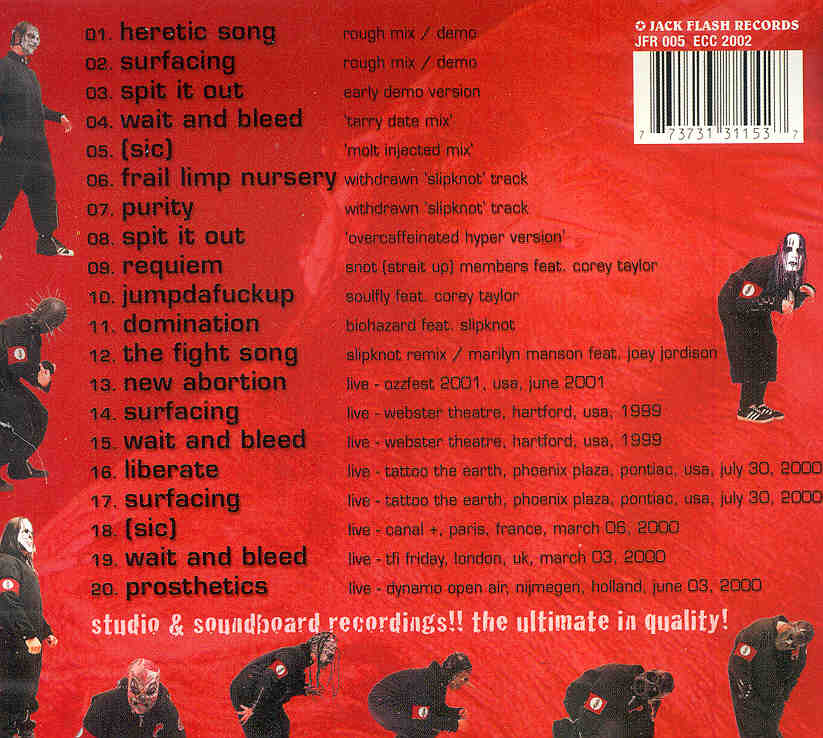 ✪ JACK FLASH RECORDS
JFR 005 ECC 2002
7 73731 31153 7
01. heretic song rough mix / demo
02. surfacing rough mix / demo
03. spit it out early demo version
04. wait and bleed 'terry date mix'
05. (sic) 'molt injected mix'
06. frail limp nursery withdrawn 'slipknot' track
07. purity withdrawn 'slipknot' track
08. spit it out 'overcaffeinated hyper version'
09. requiem snot (strait up) members feat. corey taylor
10. jumpdafuckup soulfly feat. corey taylor
11. domination biohazard feat. slipknot
12. the fight song slipknot remix / marilyn manson feat. joey jordison
13. new abortion live - ozzfest 2001, usa, june 2001
14. surfacing live - webster theatre, hartford, usa, 1999
15. wait and bleed live - webster theatre, hartford, usa, 1999
16. liberate live - tattoo the earth, phoenix plaza, pontiac, usa, july 30, 2000
17. surfacing live - tattoo the earth, phoenix plaza, pontiac, usa, july 30, 2000
18. (sic) live - canal +, paris, france, march 06, 2000
19. wait and bleed live - tfi friday, london, uk, march 03, 2000
20. prosthetics live - dynamo open air, nijmegen, holland, june 03, 2000
studio & soundboard recordings!! the ultimate in quality!